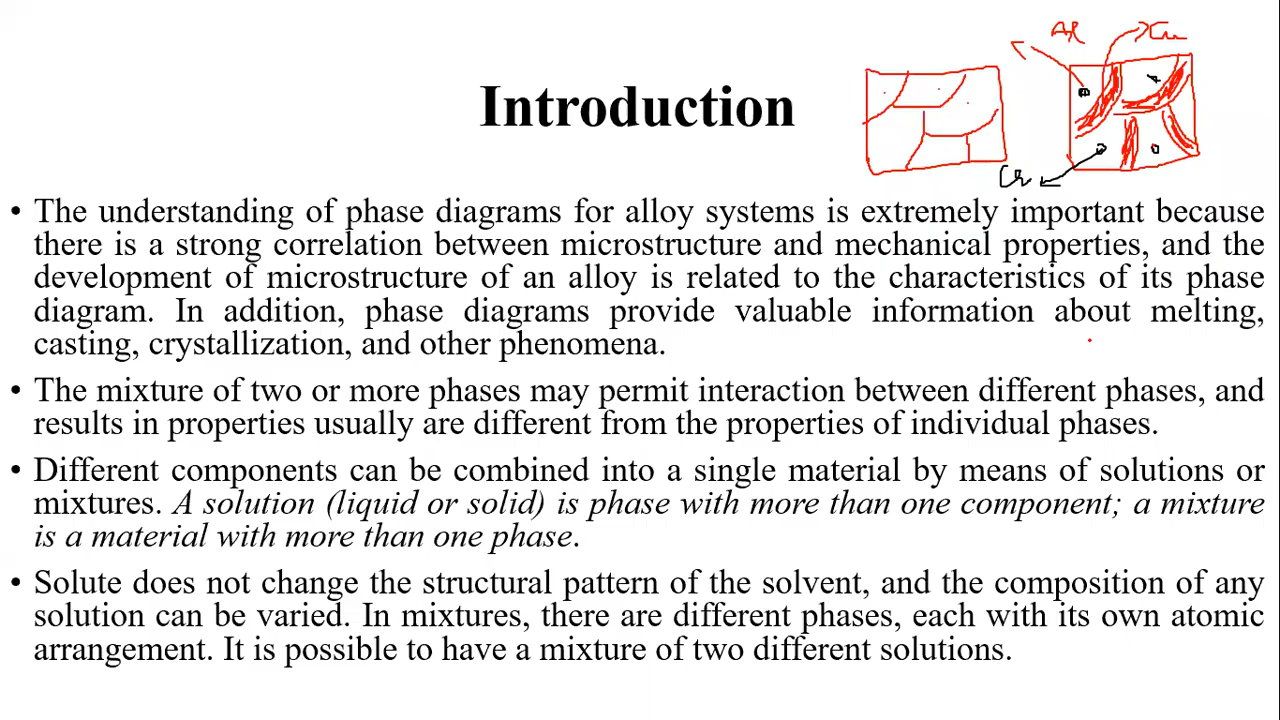 Al Cu
Introduction
Cr
• The understanding of phase diagrams for alloy systems is extremely important because
there is a strong correlation between microstructure and mechanical properties, and the
development of microstructure of an alloy is related to the characteristics of its phase
diagram. In addition, phase diagrams provide valuable information about melting,
casting, crystallization, and other phenomena.
• The mixture of two or more phases may permit interaction between different phases, and
results in properties usually are different from the properties of individual phases.
• Different components can be combined into a single material by means of solutions or
mixtures. A solution (liquid or solid) is phase with more than one component; a mixture
is a material with more than one phase.
• Solute does not change the structural pattern of the solvent, and the composition of any
solution can be varied. In mixtures, there are different phases, each with its own atomic
arrangement. It is possible to have a mixture of two different solutions.